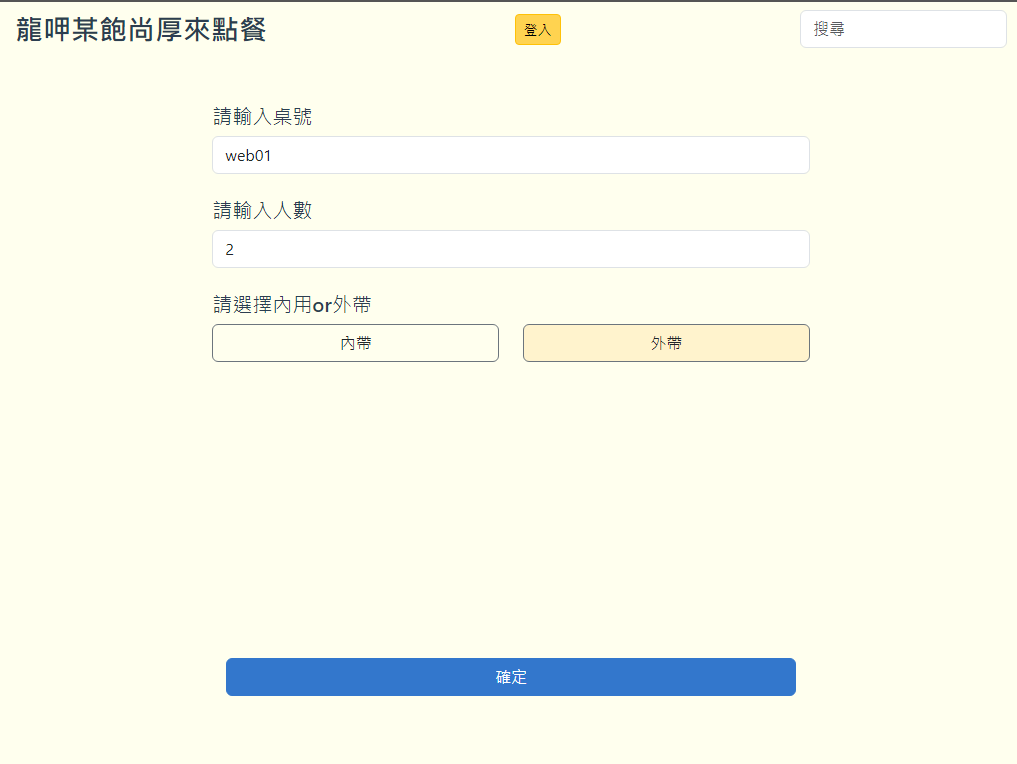 龍呷某飽尚厚來點餐
登入
搜尋
請輸入桌號
web01
請輸入人數
2
請選擇內用or外帶
內帶
外帶
確定